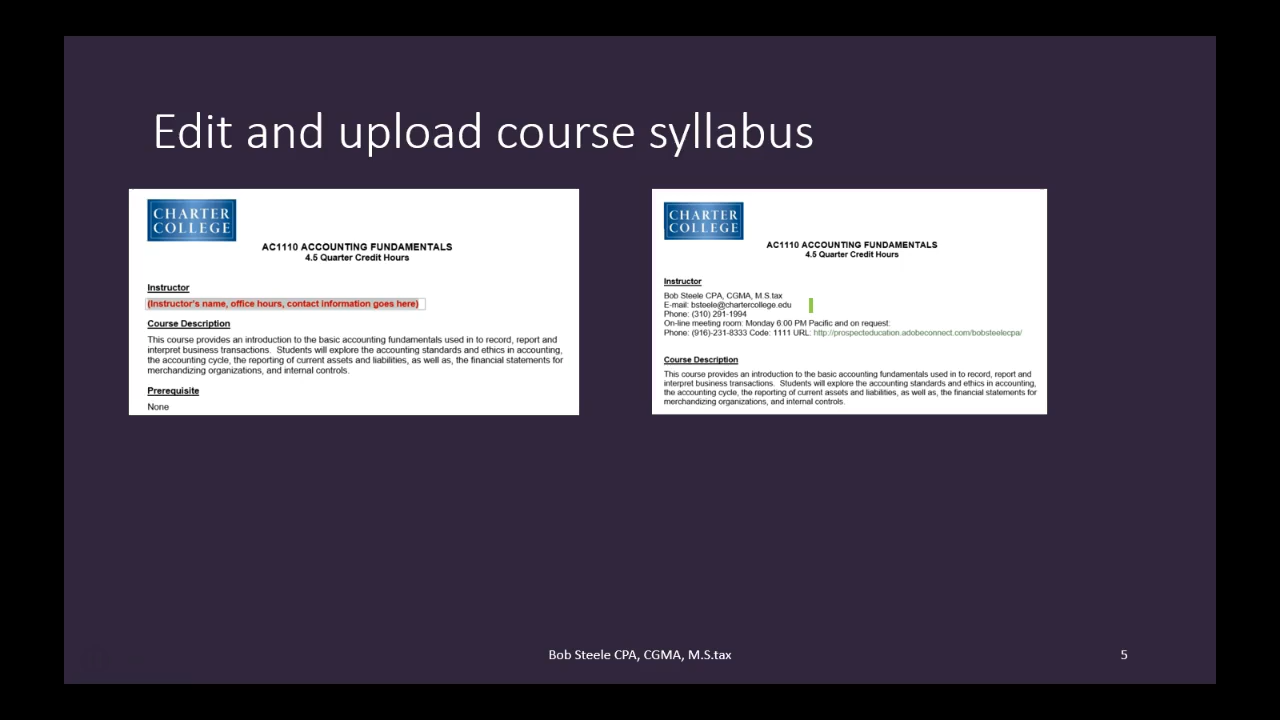 Edit and upload course syllabus
CHARTER
COLLEGE
AC1110 ACCOUNTING FUNDAMENTALS
4.5 Quarter Credit Hours
Instructor
(Instructor's name, office hours, contact information goes here)
Course Description
This course provides an introduction to the basic accounting fundamentals used in to record, report and
interpret business transactions. Students will explore the accounting standards and ethics in accounting,
the accounting cycle, the reporting of current assets and liabilities, as well as, the financial statements for
merchandizing organizations, and internal controls.
Prerequisite
None
CHARTER
COLLEGE
AC1110 ACCOUNTING FUNDAMENTALS
4.5 Quarter Credit Hours
Instructor
Bob Steele CPA, CGMA, M.S.tax
E-mail: bsteele@chartercollege.edu
Phone: (310) 291-1994
On-line meeting room: Monday 6:00 PM Pacific and on request:
Phone: (916)-231-8333 Code: 1111 URL: http://prospecteducation.adobeconnect.com/bobsteelecpa/
Course Description
This course provides an introduction to the basic accounting fundamentals used in to record, report and
interpret business transactions. Students will explore the accounting standards and ethics in accounting,
the accounting cycle, the reporting of current assets and liabilities, as well as, the financial statements for
merchandizing organizations, and internal controls.
Bob Steele CPA, CGMA, M.S.tax
5